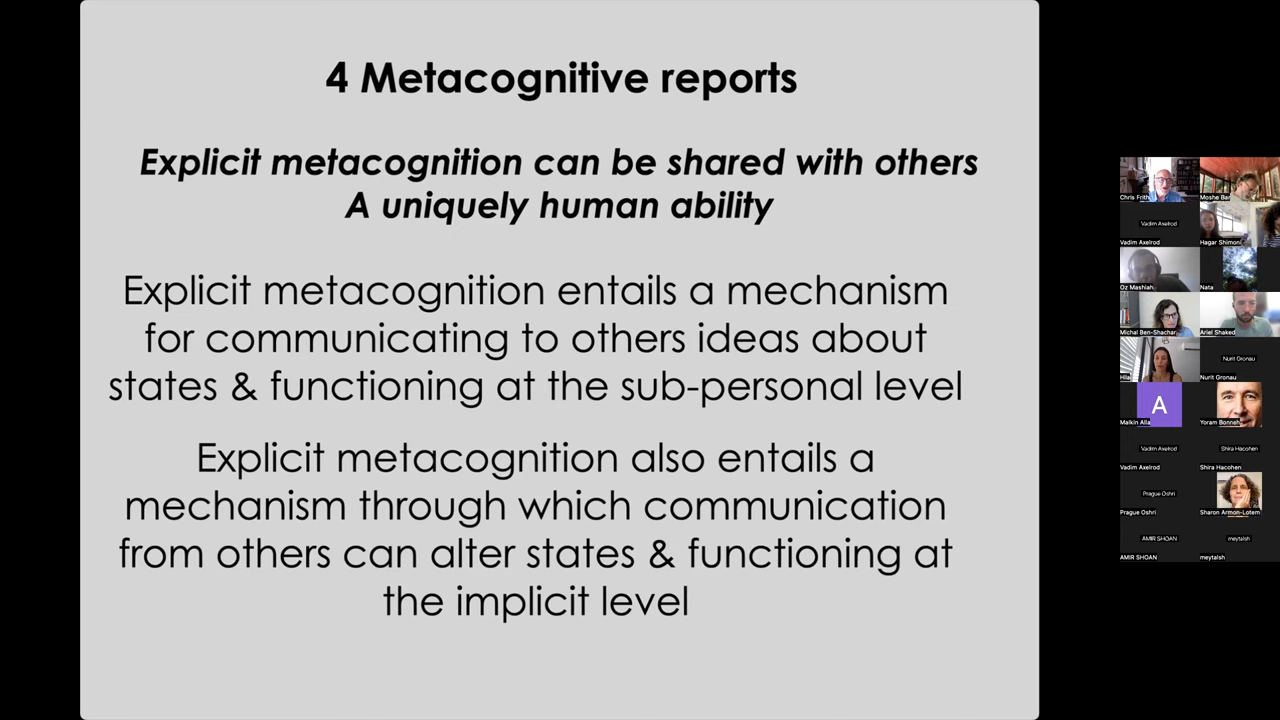 4 Metacognitive reports
Explicit metacognition can be shared with others
A uniquely human ability
Explicit metacognition entails a mechanism
for communicating to others ideas about
states & functioning at the sub-personal level
Explicit metacognition also entails a
mechanism through which communication
from others can alter states & functioning at
the implicit level
Chris Frith
Moshe Bar
Vadim Axelrod
Vadim Axelrod
Hagar Shimoni
Oz Mashiah
Nata
Michal Ben-Shachar
Ariel Shaked
Nurit Gronau
Hila
Nurit Gronau
A
Malkin Alla
Yoram Bonneh
Vadim Axelrod
Shira Hacohen
Vadim Axelrod
Shira Hacohen
Prague Oshri
Prague Oshri
Sharon Armon-Lotem
AMIR SHOAN
meytalsh
AMIR SHOAN
meytalsh